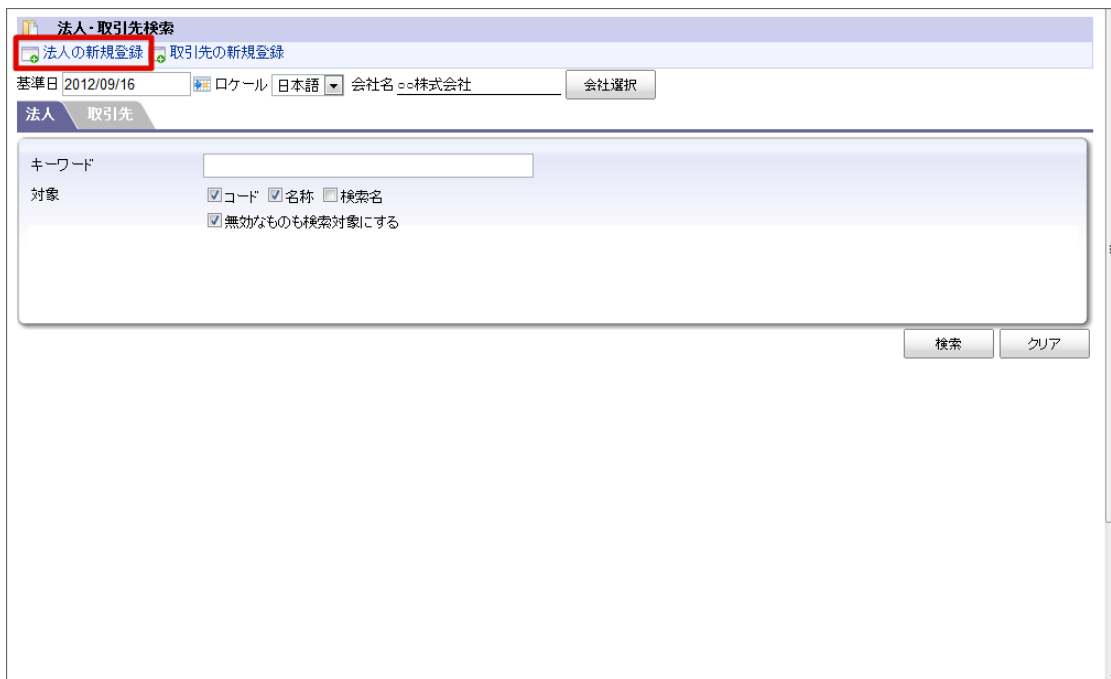 法人・取引先検索
法人の新規登録 取引先の新規登録
基準日 2012/09/16 ロケール 日本語 会社名 ○○株式会社 会社選択
法人 取引先
キーワード
対象 コード 名称 検索名
無効なものも検索対象にする
検索 クリア